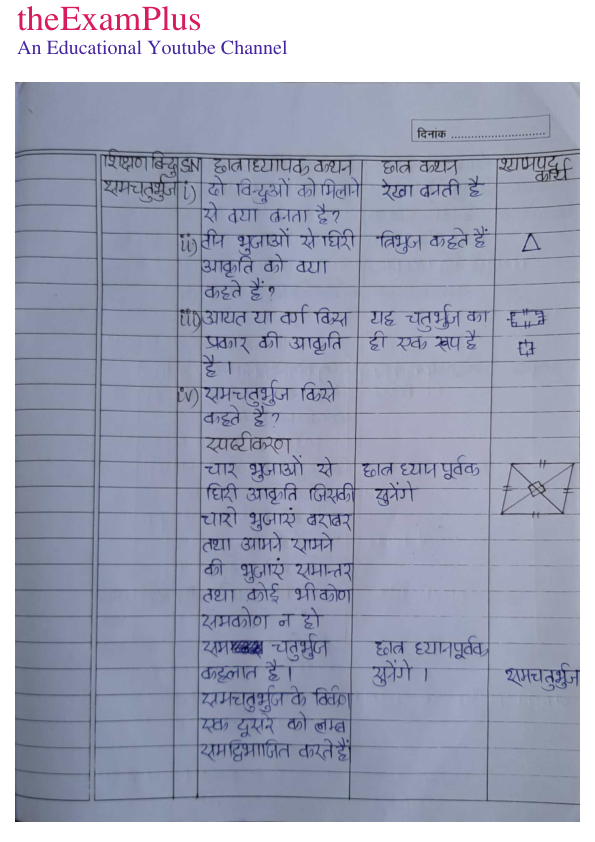 theExamPlus
An Educational Youtube Channel
दिनांक ............................
शिक्षण बिन्दु SN छात्राध्यापक कथन छात्र कथन श्यामपट्ट कार्य
समचतुर्भुज i) दो बिन्दुओं को मिलाने रेखा बनती है
से क्या बनता है?
ii) तीन भुजाओं से घिरी त्रिभुज कहते हैं
आकृति को क्या
कहते हैं?
iii) आयत या वर्ग किस यह चतुर्भुज का
प्रकार की आकृति ही एक रूप है
है।
iv) समचतुर्भुज किसे
कहते है?
स्पष्टीकरण
चार भुजाओं से छात्र ध्यानपूर्वक
घिरी आकृति जिसकी सुनेंगे
चारो भुजाएं बराबर
तथा आमने सामने
की भुजाएं समान्तर
तथा कोई भी कोण
समकोण न हो
सम चतुर्भुज छात्र ध्यानपूर्वक
कहलात है। सुनेंगे। समचतुर्भुज
समचतुर्भुज के विकर्ण
एक दूसरे को लम्ब
समद्विभाजित करते हैं